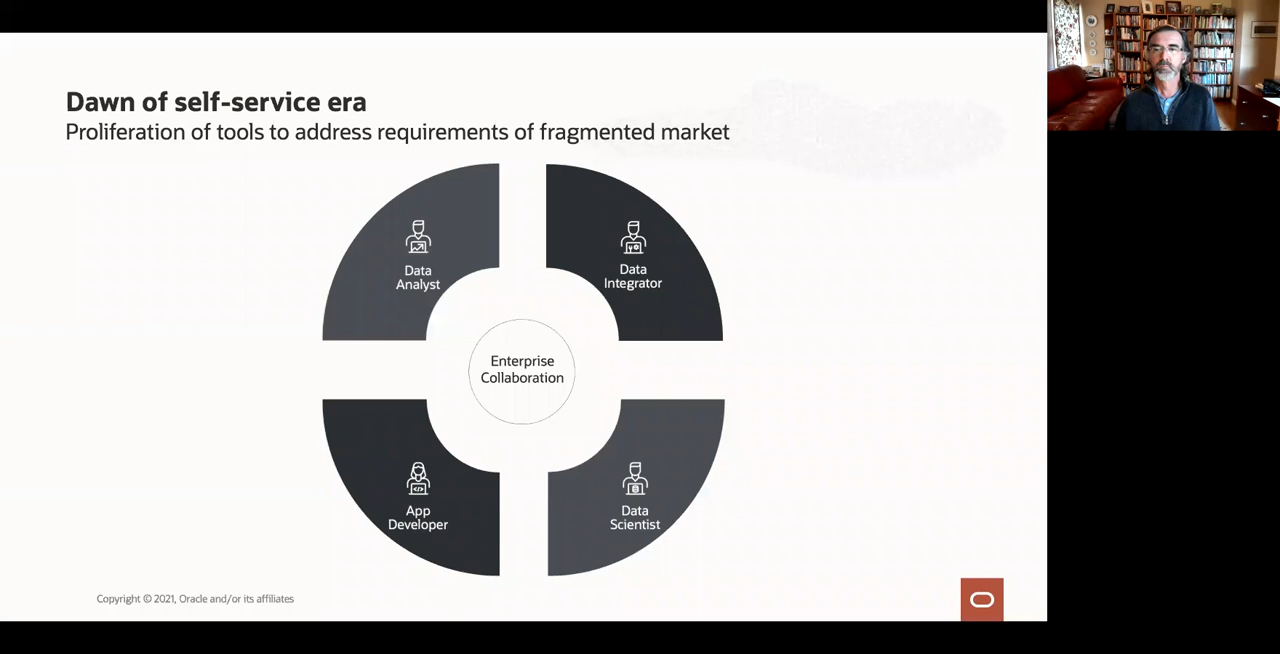 Dawn of self-service era
Proliferation of tools to address requirements of fragmented market
Data
Analyst
Data
Integrator
Enterprise
Collaboration
App
Developer
Data
Scientist
Copyright © 2021, Oracle and/or its affiliates